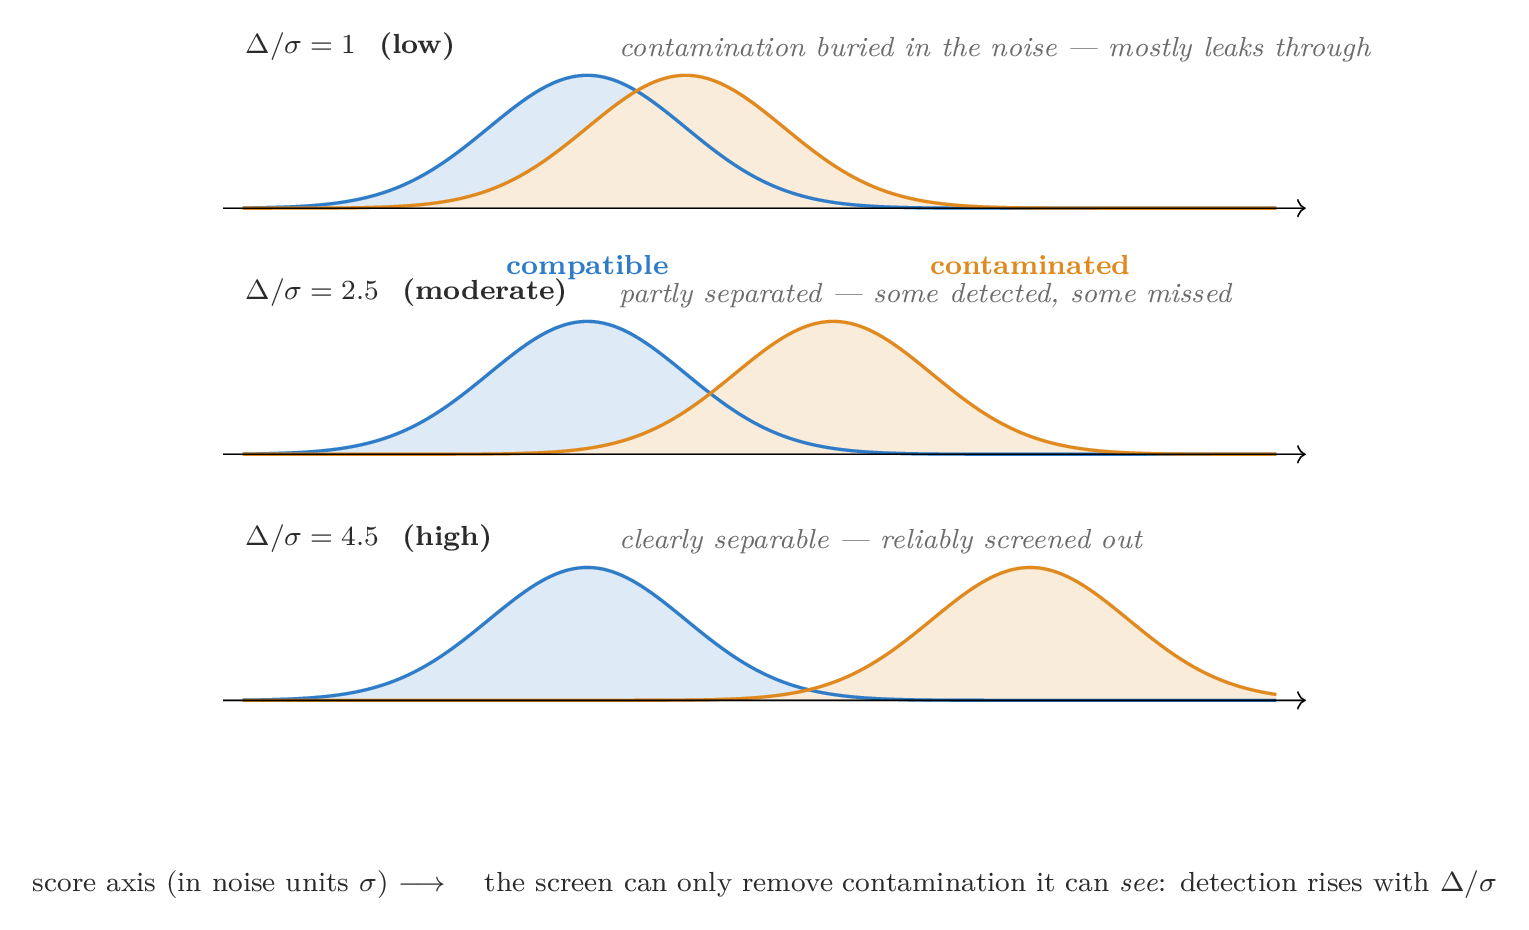 Δ/σ = 1 (low)
contamination buried in the noise — mostly leaks through
compatible
contaminated
Δ/σ = 2.5 (moderate)
partly separated — some detected, some missed
Δ/σ = 4.5 (high)
clearly separable — reliably screened out
score axis (in noise units σ) ⟶ the screen can only remove contamination it can see: detection rises with Δ/σ